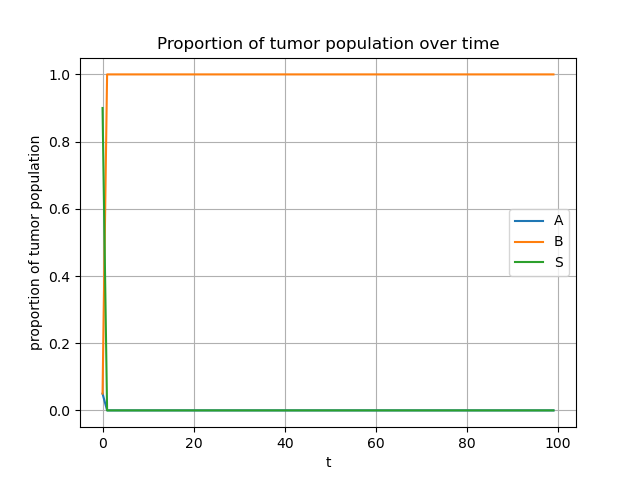 Proportion of tumor population over time
proportion of tumor population
1.0
0.8
0.6
0.4
0.2
0.0
A
B
S
0
20
40
60
80
100
t